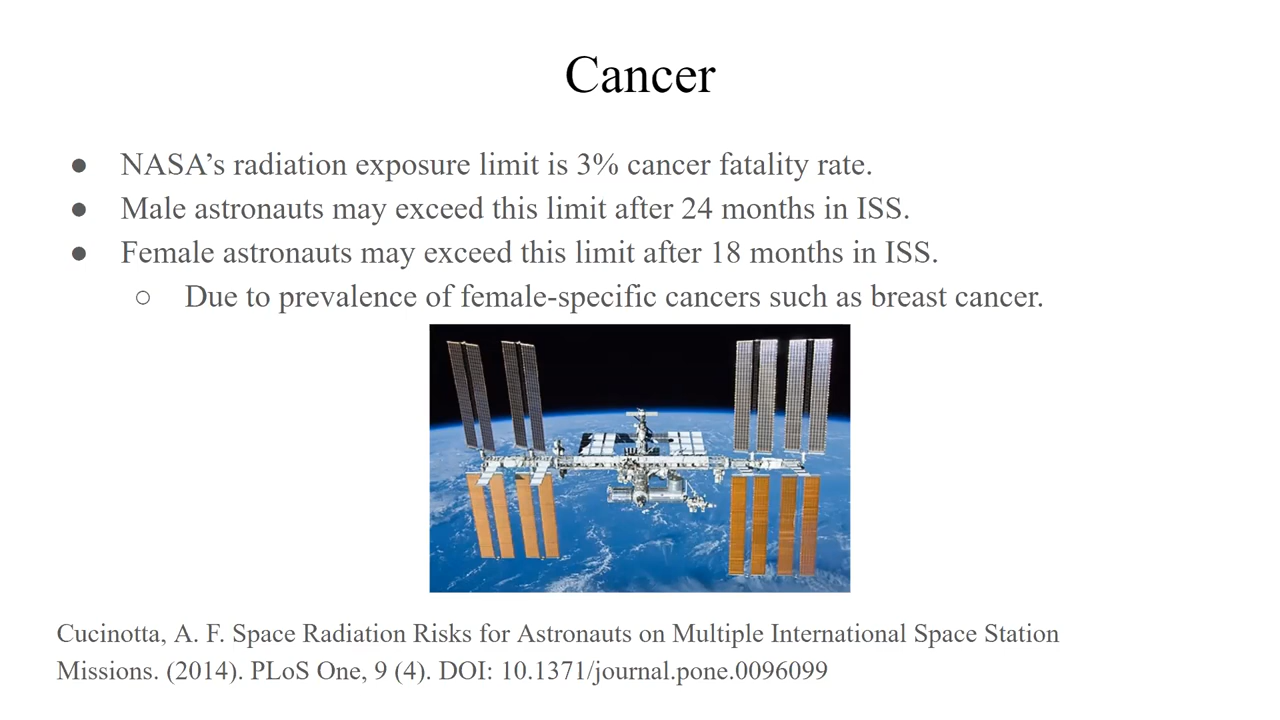 Cancer
● NASA’s radiation exposure limit is 3% cancer fatality rate.
● Male astronauts may exceed this limit after 24 months in ISS.
● Female astronauts may exceed this limit after 18 months in ISS.
○ Due to prevalence of female-specific cancers such as breast cancer.
Cucinotta, A. F. Space Radiation Risks for Astronauts on Multiple International Space Station
Missions. (2014). PLoS One, 9 (4). DOI: 10.1371/journal.pone.0096099